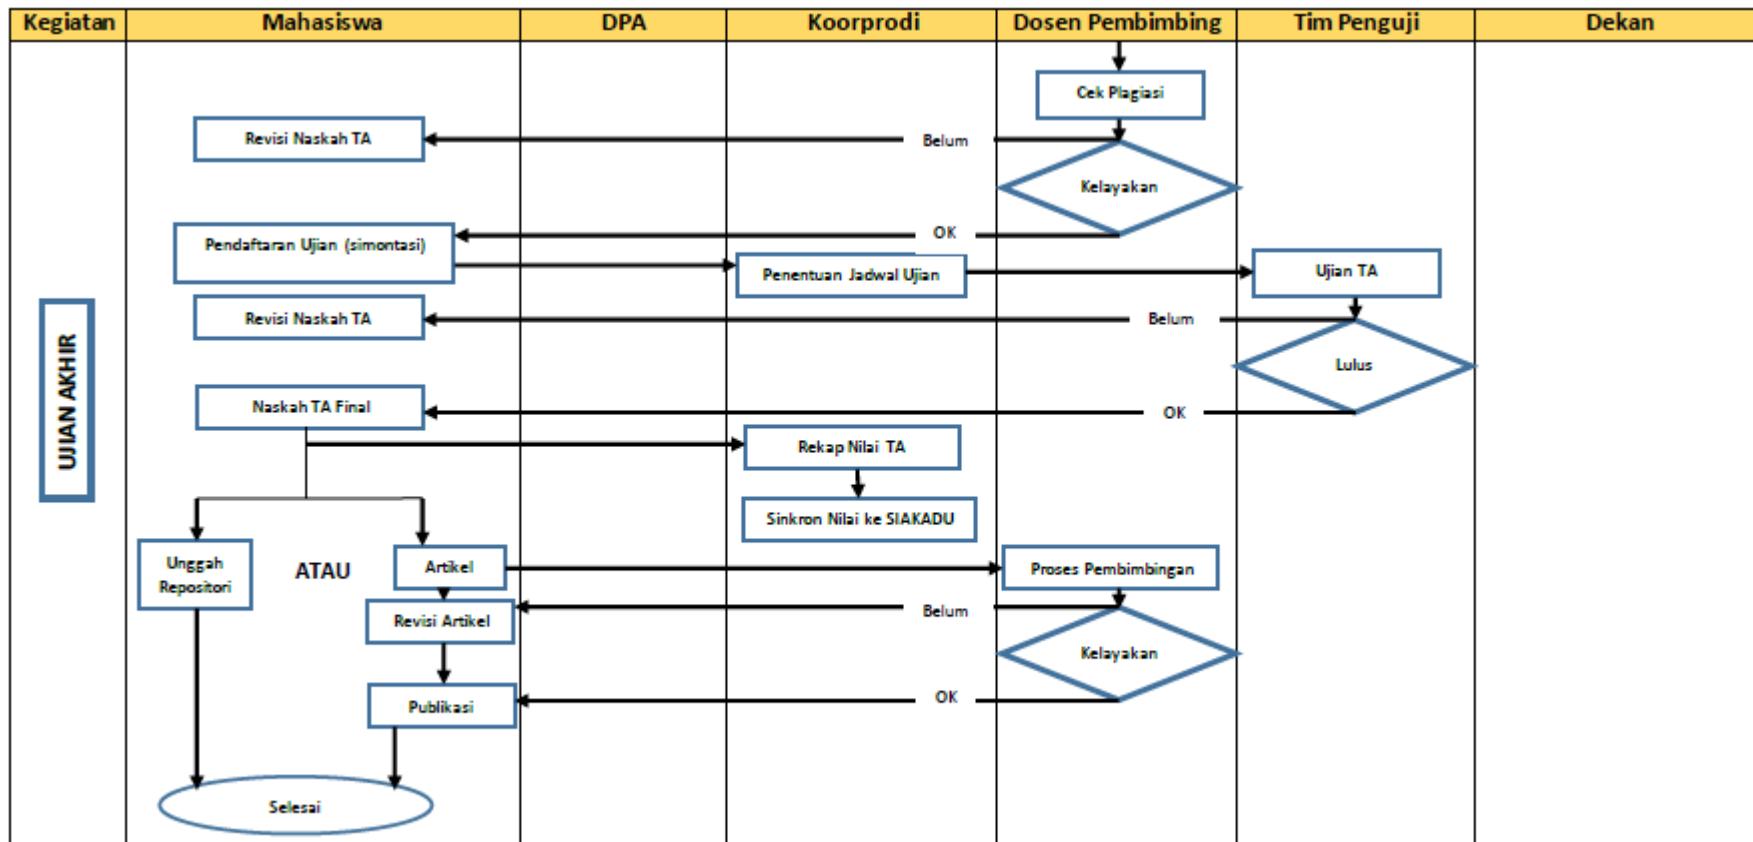 Kegiatan Mahasiswa DPA Koorprodi Dosen Pembimbing Tim Penguji Dekan
Cek Plagiasi
Revisi Naskah TA
Belum
Kelayakan
OK
Pendaftaran Ujian (simontasi)
Penentuan Jadwal Ujian
Ujian TA
UJIAN AKHIR
Revisi Naskah TA
Belum
Lulus
Naskah TA Final
OK
Rekap Nilai TA
Sinkron Nilai ke SIAKADU
Unggah
Repositori
ATAU
Artikel
Proses Pembimbingan
Revisi Artikel
Belum
Kelayakan
Publikasi
OK
Selesai